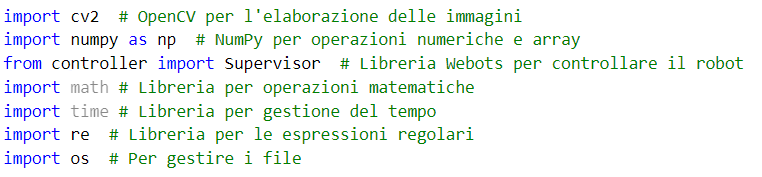 import cv2  # OpenCV per l'elaborazione delle immagini
import numpy as np  # NumPy per operazioni numeriche e array
from controller import Supervisor  # Libreria Webots per controllare il robot
import math # Libreria per operazioni matematiche
import time # Libreria per gestione del tempo
import re  # Libreria per le espressioni regolari
import os  # Per gestire i file